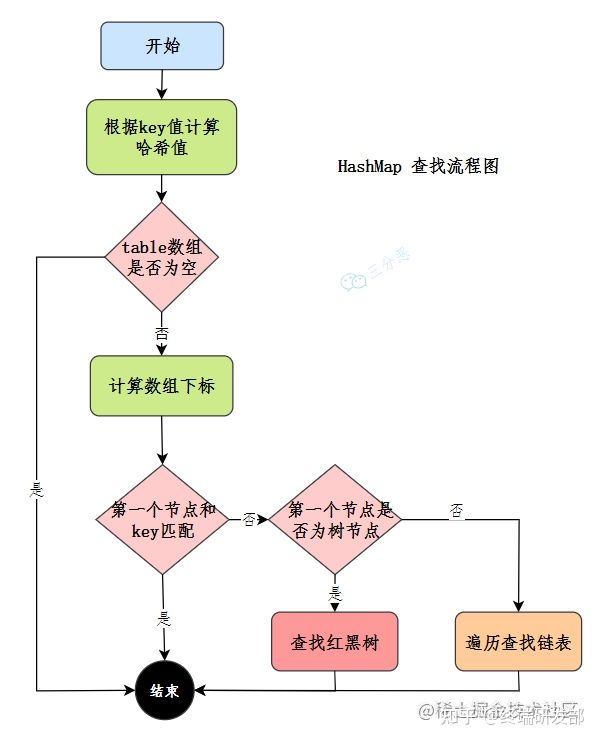 开始
根据key值计算
哈希值
HashMap 查找流程图
table数组
是否为空
三分恶
否
计算数组下标
是
第一个节点和
key匹配
否
第一个节点是
否为树节点
否
是
是
查找红黑树
遍历查找链表
结束
@稀土掘金技术社区
知乎 @终端研发部